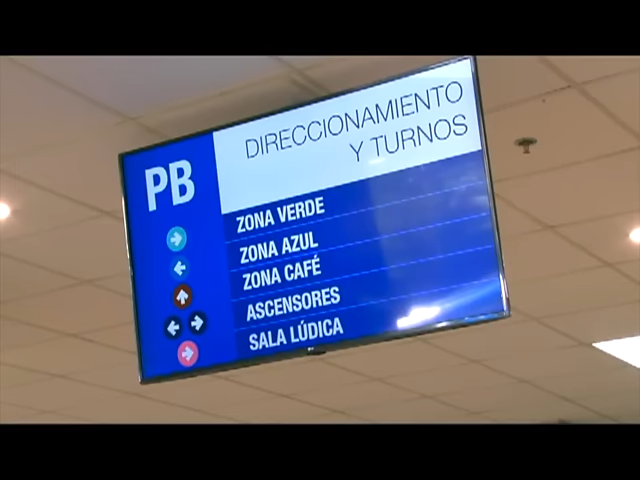 PB
DIRECCIONAMIENTO
Y TURNOS
ZONA VERDE
ZONA AZUL
ZONA CAFÉ
ASCENSORES
SALA LÚDICA